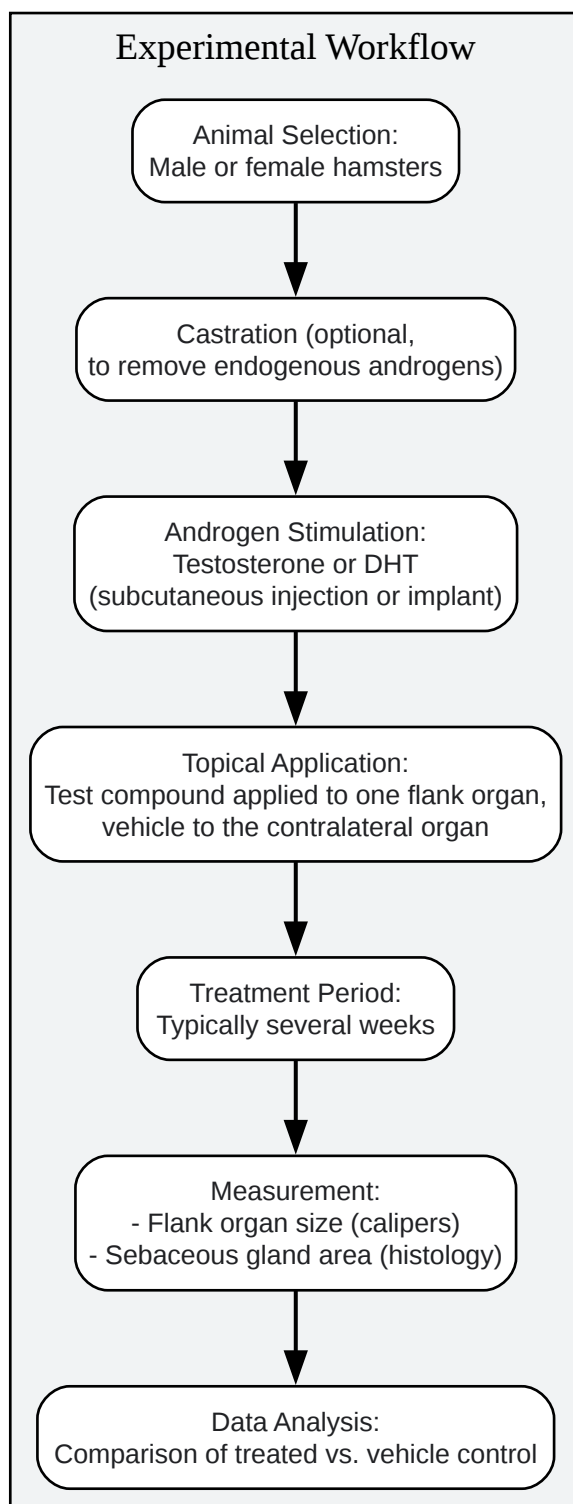 Experimental Workflow
Animal Selection:
Male or female hamsters
Castration (optional,
to remove endogenous androgens)
Androgen Stimulation:
Testosterone or DHT
(subcutaneous injection or implant)
Topical Application:
Test compound applied to one flank organ,
vehicle to the contralateral organ
Treatment Period:
Typically several weeks
Measurement:
- Flank organ size (calipers)
- Sebaceous gland area (histology)
Data Analysis:
Comparison of treated vs. vehicle control